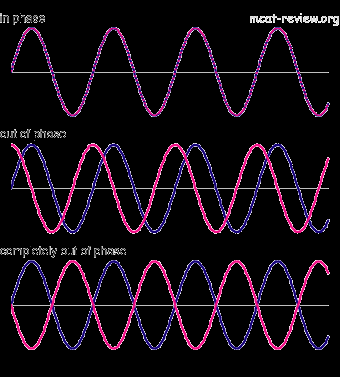 in phase
mcat-review.org
out of phase
completely out of phase